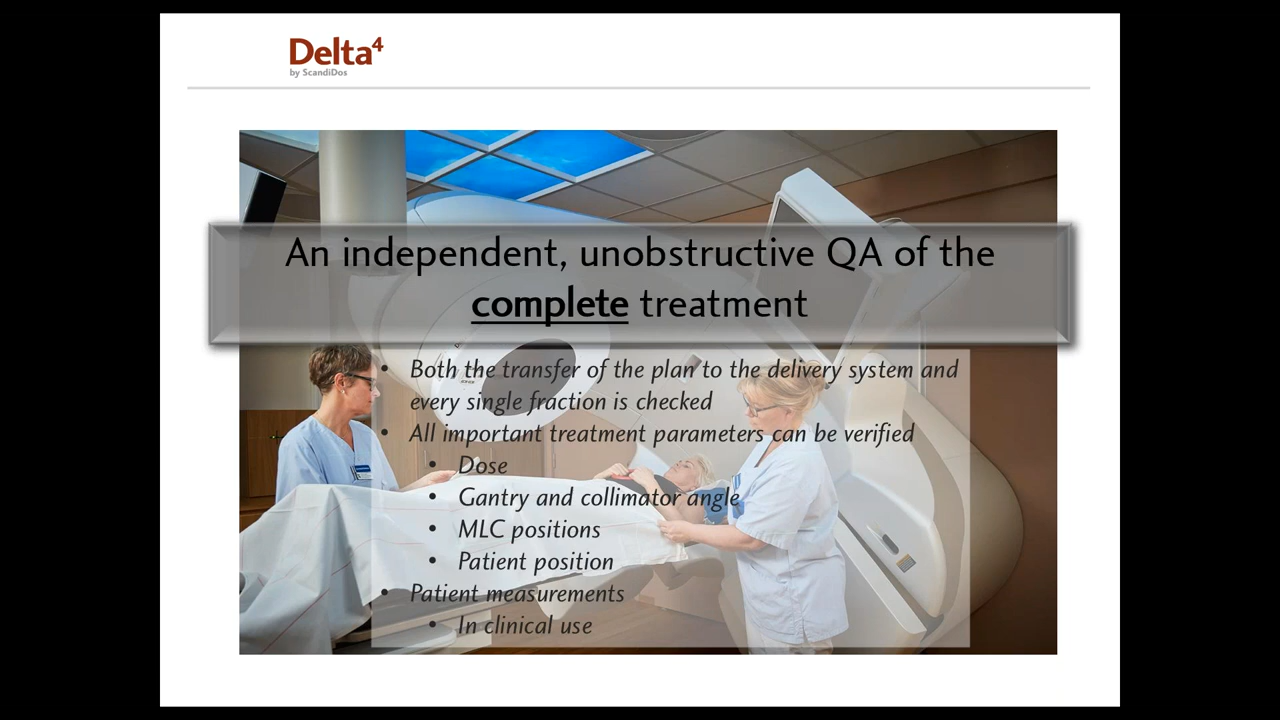 Delta⁴
by ScandiDos
An independent, unobstructive QA of the
complete treatment
• Both the transfer of the plan to the delivery system and
every single fraction is checked
• All important treatment parameters can be verified
• Dose
• Gantry and collimator angle
• MLC positions
• Patient position
• Patient measurements
• In clinical use